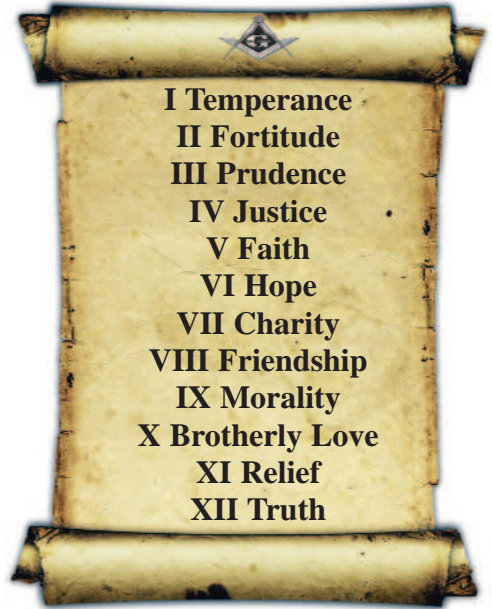 G
I Temperance
II Fortitude
III Prudence
IV Justice
V Faith
VI Hope
VII Charity
VIII Friendship
IX Morality
X Brotherly Love
XI Relief
XII Truth